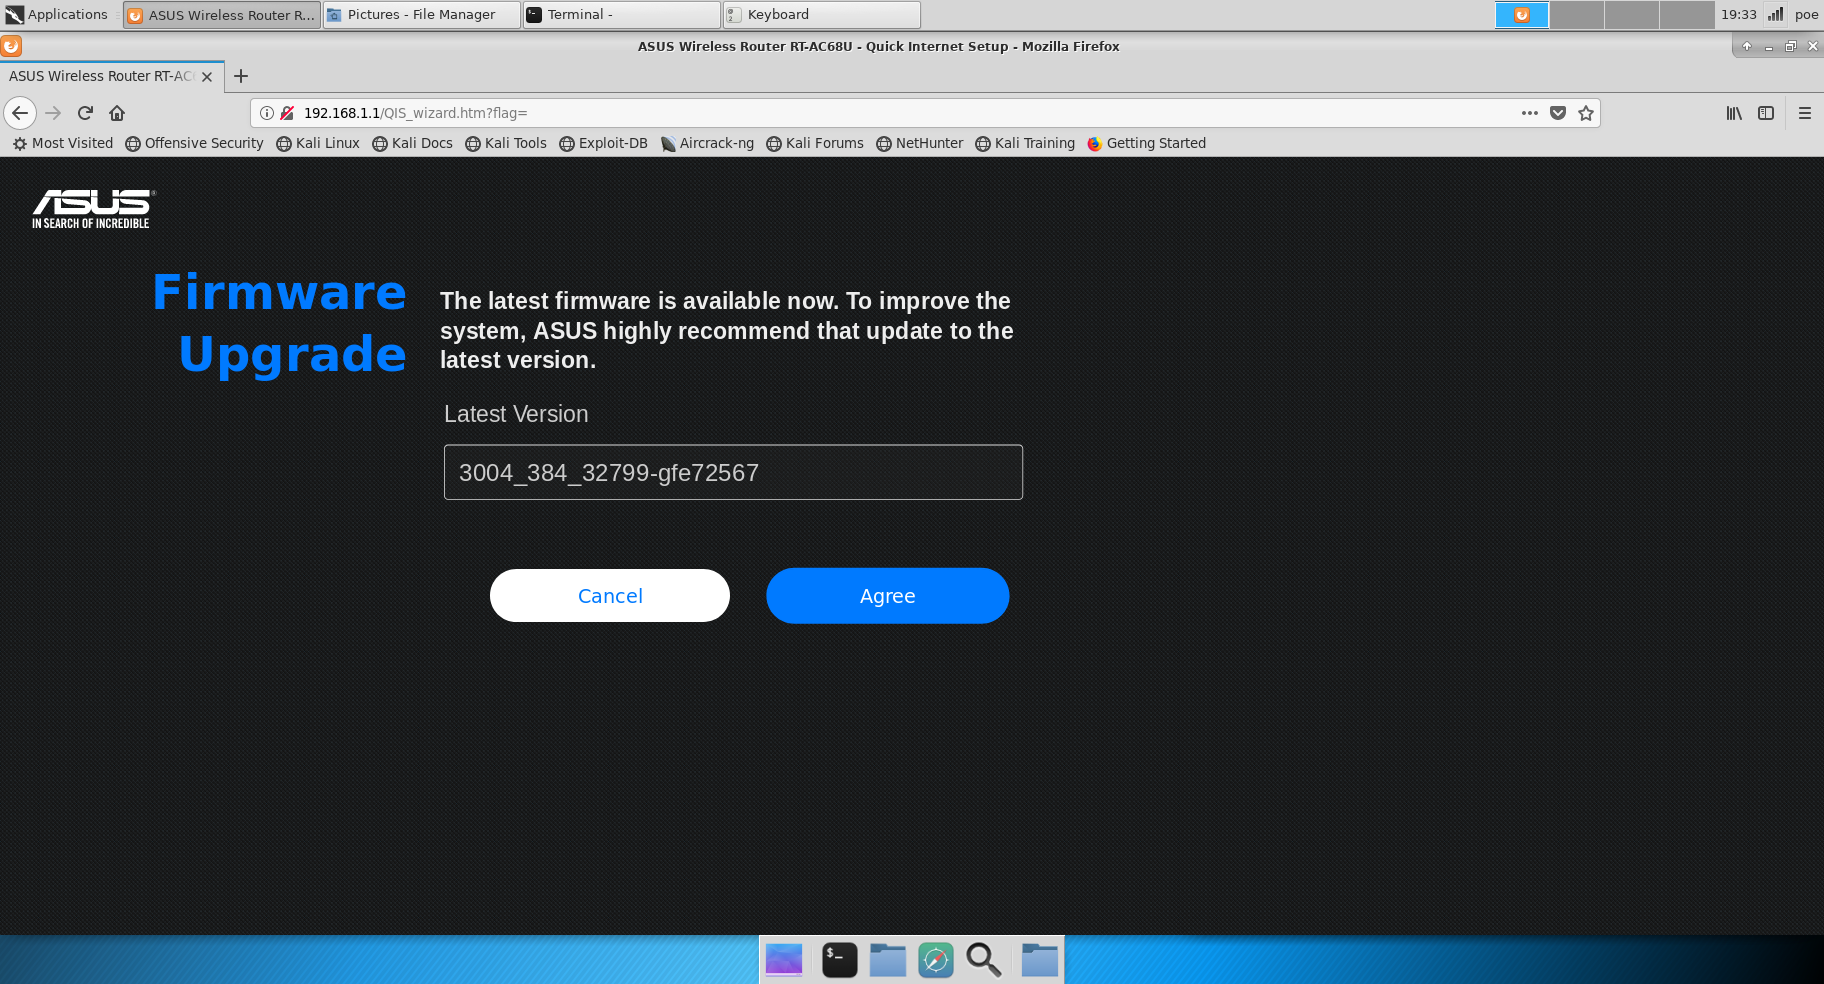 Applications
ASUS Wireless Router R...
Pictures - File Manager
Terminal -
Keyboard
19:33
poe
ASUS Wireless Router RT-AC68U - Quick Internet Setup - Mozilla Firefox
ASUS Wireless Router RT-AC
192.168.1.1/QIS_wizard.htm?flag=
Most Visited
Offensive Security
Kali Linux
Kali Docs
Kali Tools
Exploit-DB
Aircrack-ng
Kali Forums
NetHunter
Kali Training
Getting Started
ASUS
IN SEARCH OF INCREDIBLE
Firmware
Upgrade
The latest firmware is available now. To improve the
system, ASUS highly recommend that update to the
latest version.
Latest Version
3004_384_32799-gfe72567
Cancel
Agree
$_